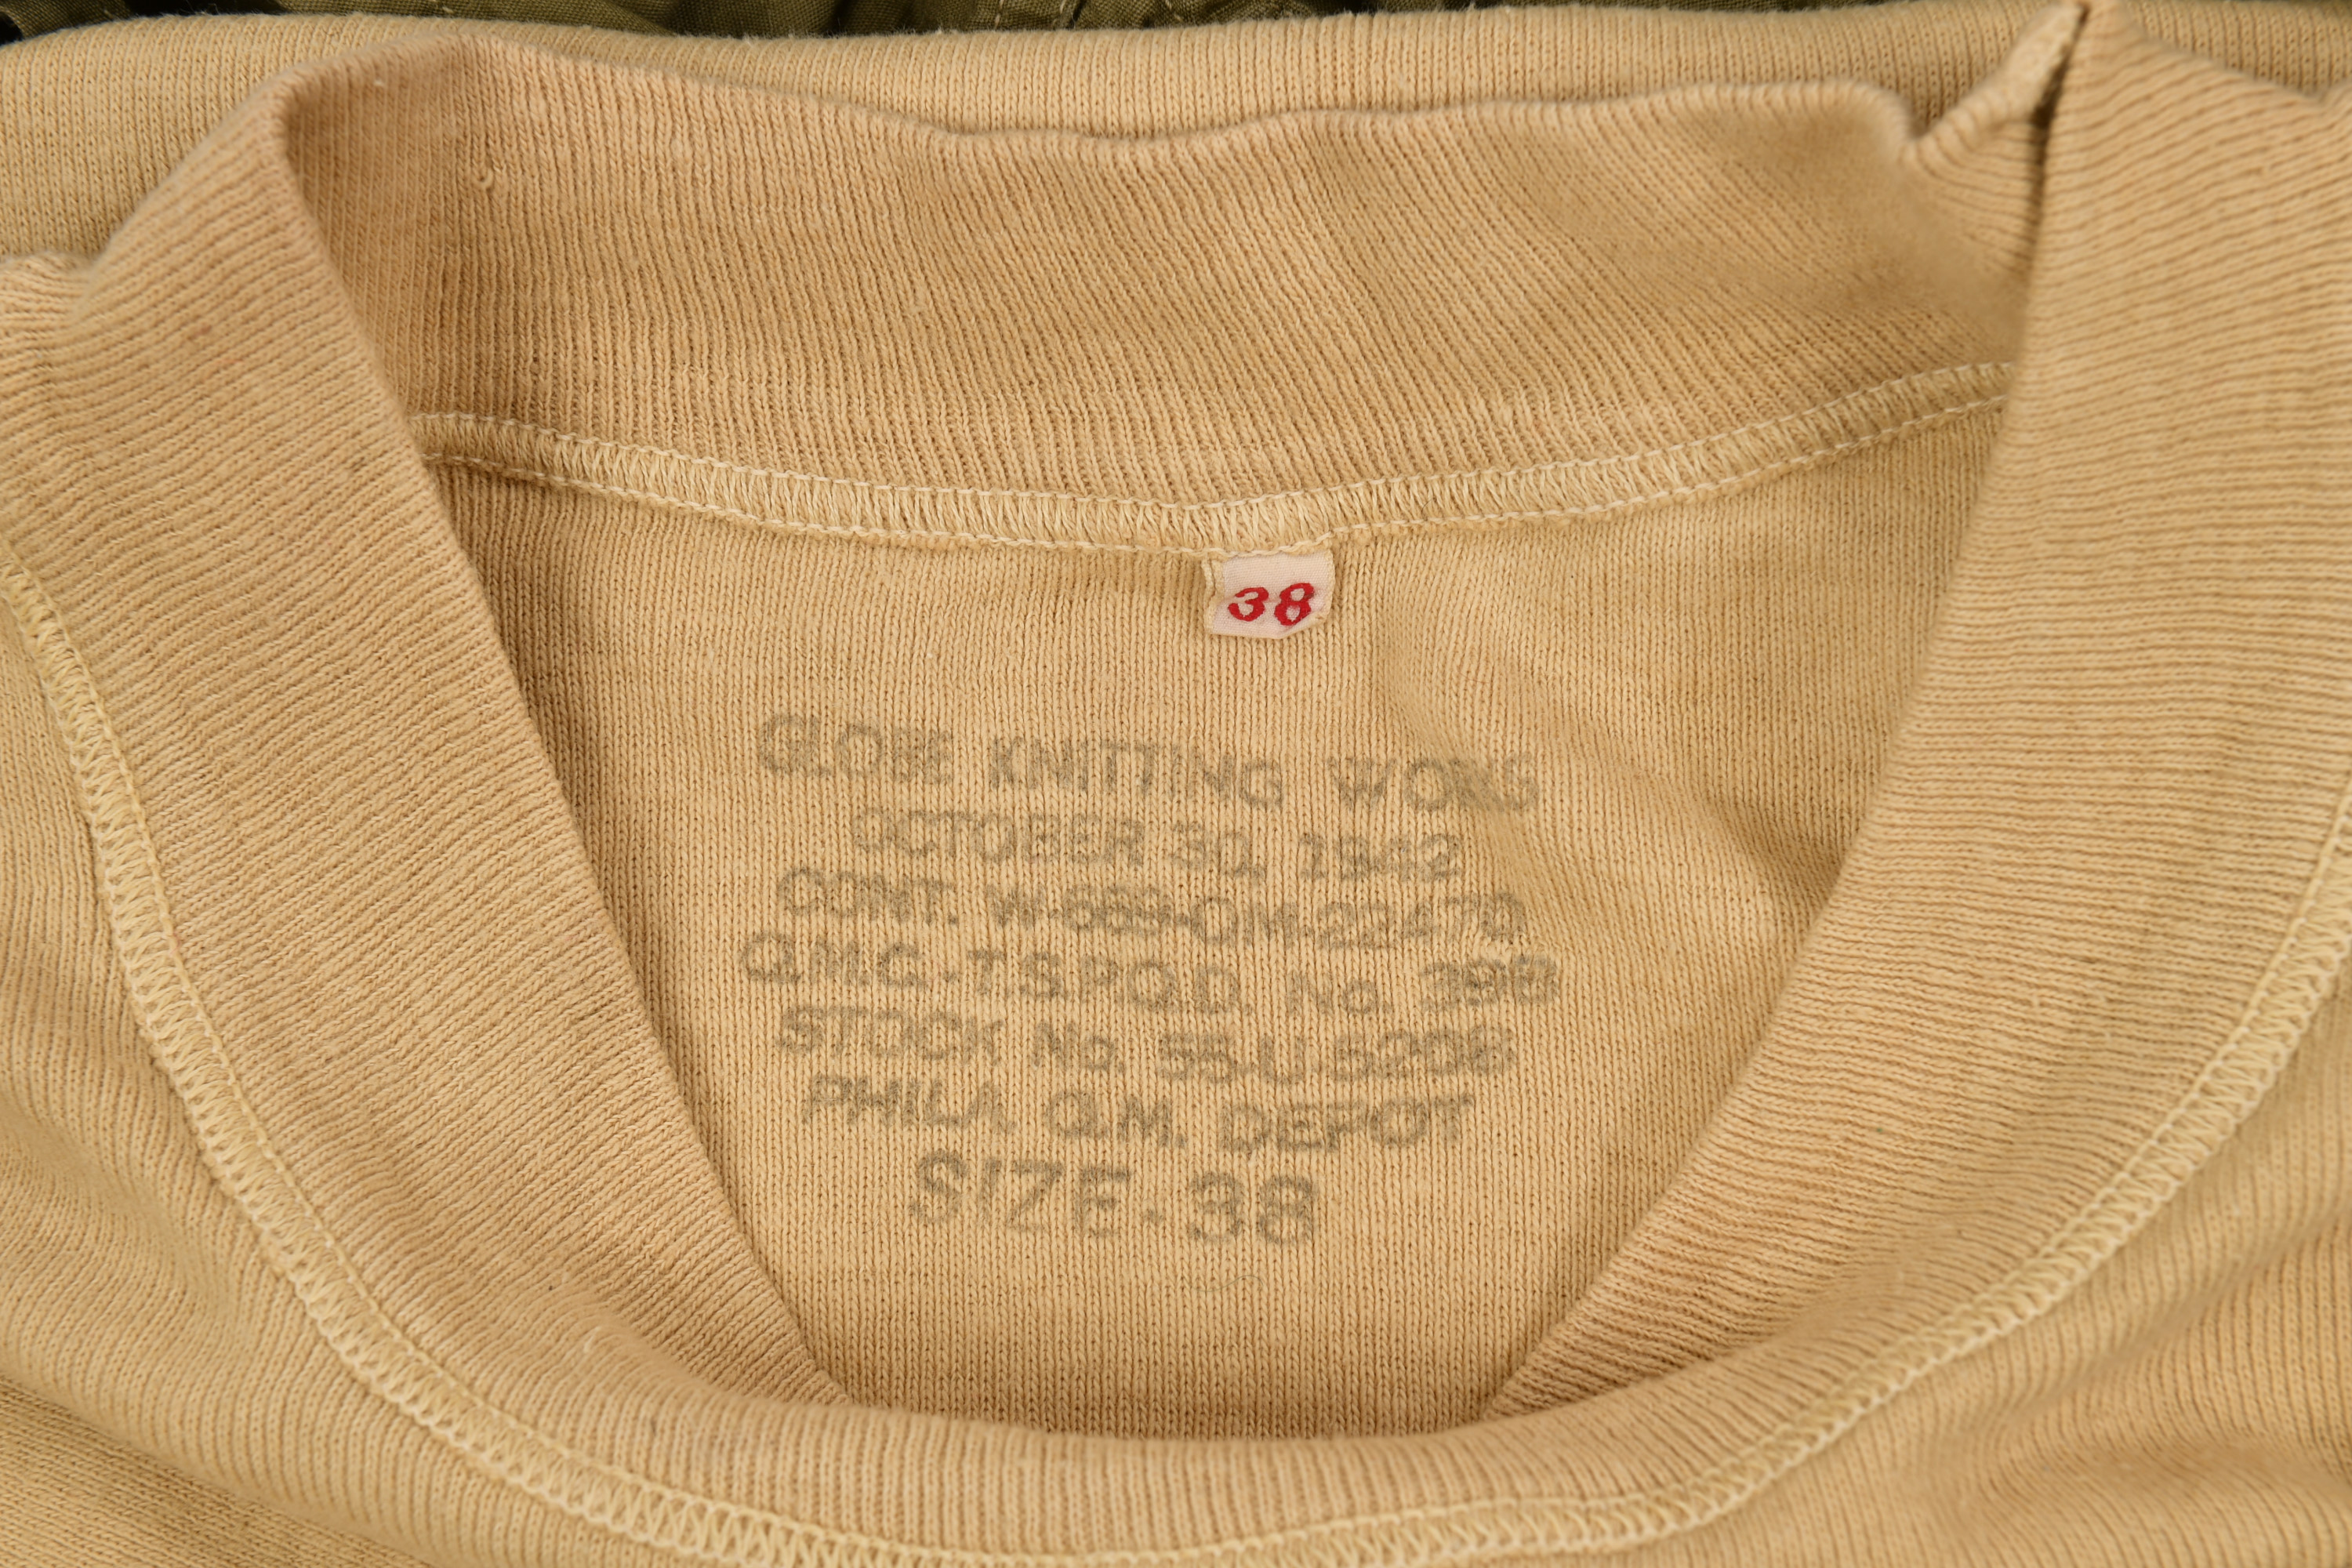 38
GLOBE KNITTING WORKS
OCTOBER 30, 1942
CONT. W-669-QM-22470
Q.M.C.-T.S.P.O.D. No. 398
STOCK No. 55-U
PHILA. Q.M. DEPOT
SIZE-38